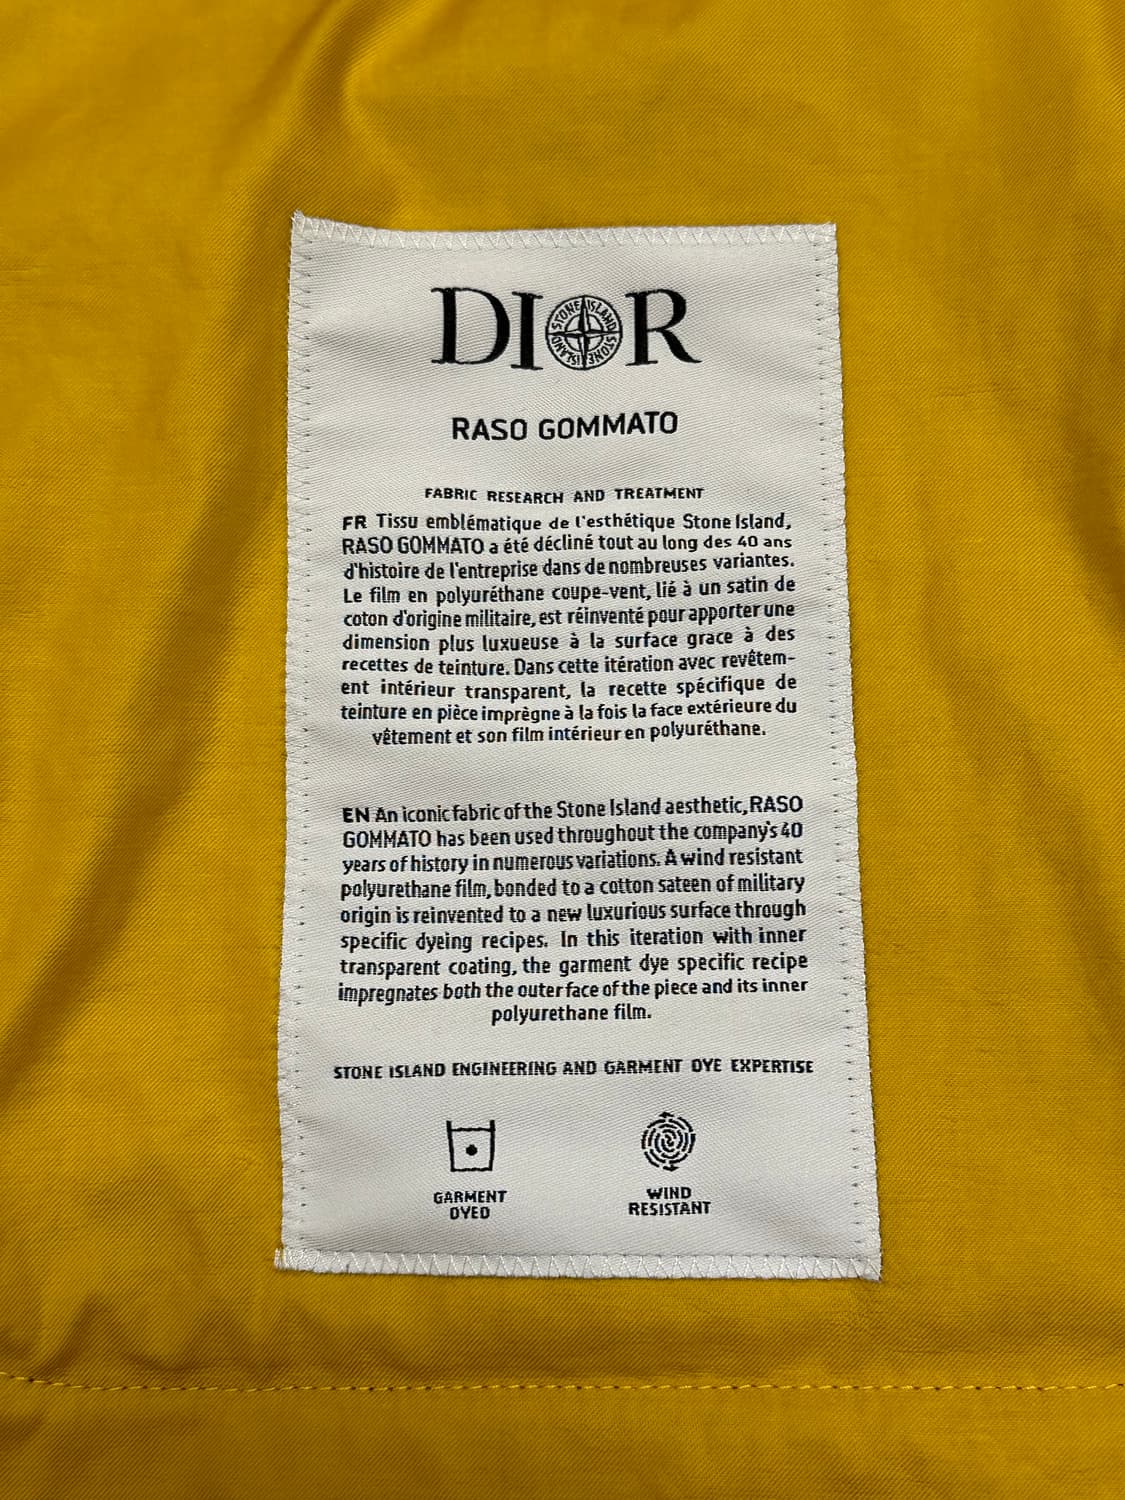 DIOR
STONE ISLAND STONE ISLAND
RASO GOMMATO
FABRIC RESEARCH AND TREATMENT
FR Tissu emblématique de l'esthétique Stone Island,
RASO GOMMATO a été décliné tout au long des 40 ans
d'histoire de l'entreprise dans de nombreuses variantes.
Le film en polyuréthane coupe-vent, lié à un satin de
coton d'origine militaire, est réinventé pour apporter une
dimension plus luxueuse à la surface grace à des
recettes de teinture. Dans cette itération avec revêtem-
ent intérieur transparent, la recette spécifique de
teinture en pièce imprègne à la fois la face extérieure du
vêtement et son film intérieur en polyuréthane.
EN An iconic fabric of the Stone Island aesthetic, RASO
GOMMATO has been used throughout the company's 40
years of history in numerous variations. A wind resistant
polyurethane film, bonded to a cotton sateen of military
origin is reinvented to a new luxurious surface through
specific dyeing recipes. In this iteration with inner
transparent coating, the garment dye specific recipe
impregnates both the outer face of the piece and its inner
polyurethane film.
STONE ISLAND ENGINEERING AND GARMENT DYE EXPERTISE
GARMENT
DYED
WIND
RESISTANT